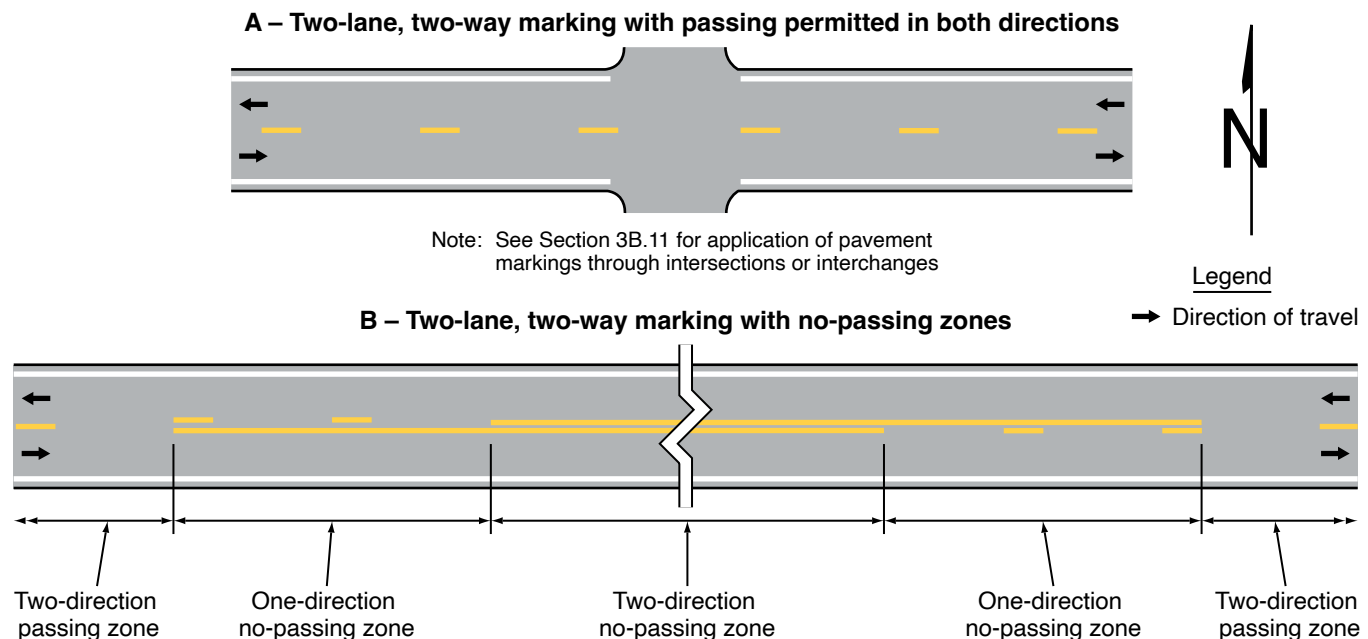 A – Two-lane, two-way marking with passing permitted in both directions
N
Note: See Section 3B.11 for application of pavement
markings through intersections or interchanges
Legend
Direction of travel
B – Two-lane, two-way marking with no-passing zones
Two-direction
passing zone
One-direction
no-passing zone
Two-direction
no-passing zone
One-direction
no-passing zone
Two-direction
passing zone